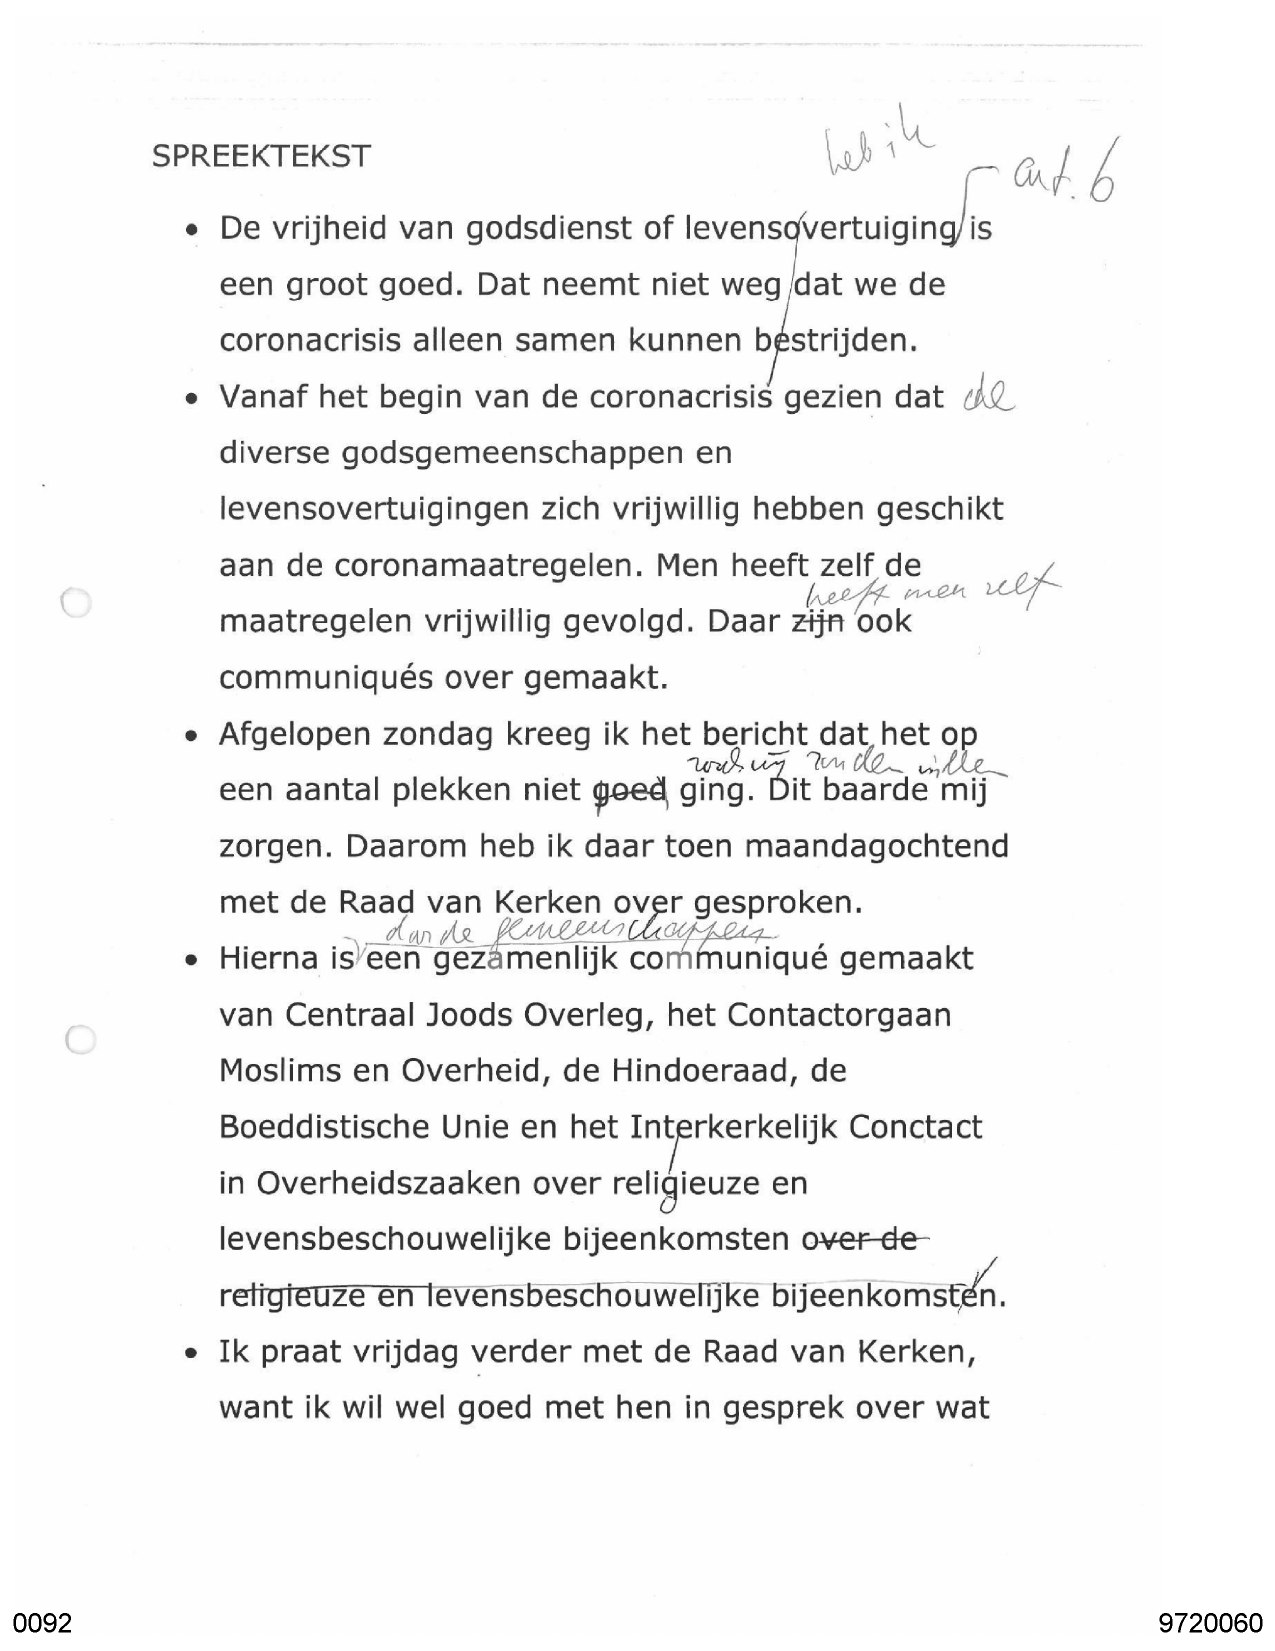 heb ik
art. 6
SPREEKTEKST
• De vrijheid van godsdienst of levensovertuiging is
een groot goed. Dat neemt niet weg dat we de
coronacrisis alleen samen kunnen bestrijden.
• Vanaf het begin van de coronacrisis gezien dat de
diverse godsgemeenschappen en
levensovertuigingen zich vrijwillig hebben geschikt
aan de coronamaatregelen. Men heeft zelf de
heeft men zelf
maatregelen vrijwillig gevolgd. Daar zijn ook
communiqués over gemaakt.
• Afgelopen zondag kreeg ik het bericht dat het op
zoals wij zouden willen
een aantal plekken niet goed ging. Dit baarde mij
zorgen. Daarom heb ik daar toen maandagochtend
met de Raad van Kerken over gesproken.
door de gemeenschappen
• Hierna is een gezamenlijk communiqué gemaakt
van Centraal Joods Overleg, het Contactorgaan
Moslims en Overheid, de Hindoeraad, de
Boeddistische Unie en het Interkerkelijk Conctact
in Overheidszaaken over religieuze en
levensbeschouwelijke bijeenkomsten over de
religieuze en levensbeschouwelijke bijeenkomsten.
• Ik praat vrijdag verder met de Raad van Kerken,
want ik wil wel goed met hen in gesprek over wat
0092
9720060